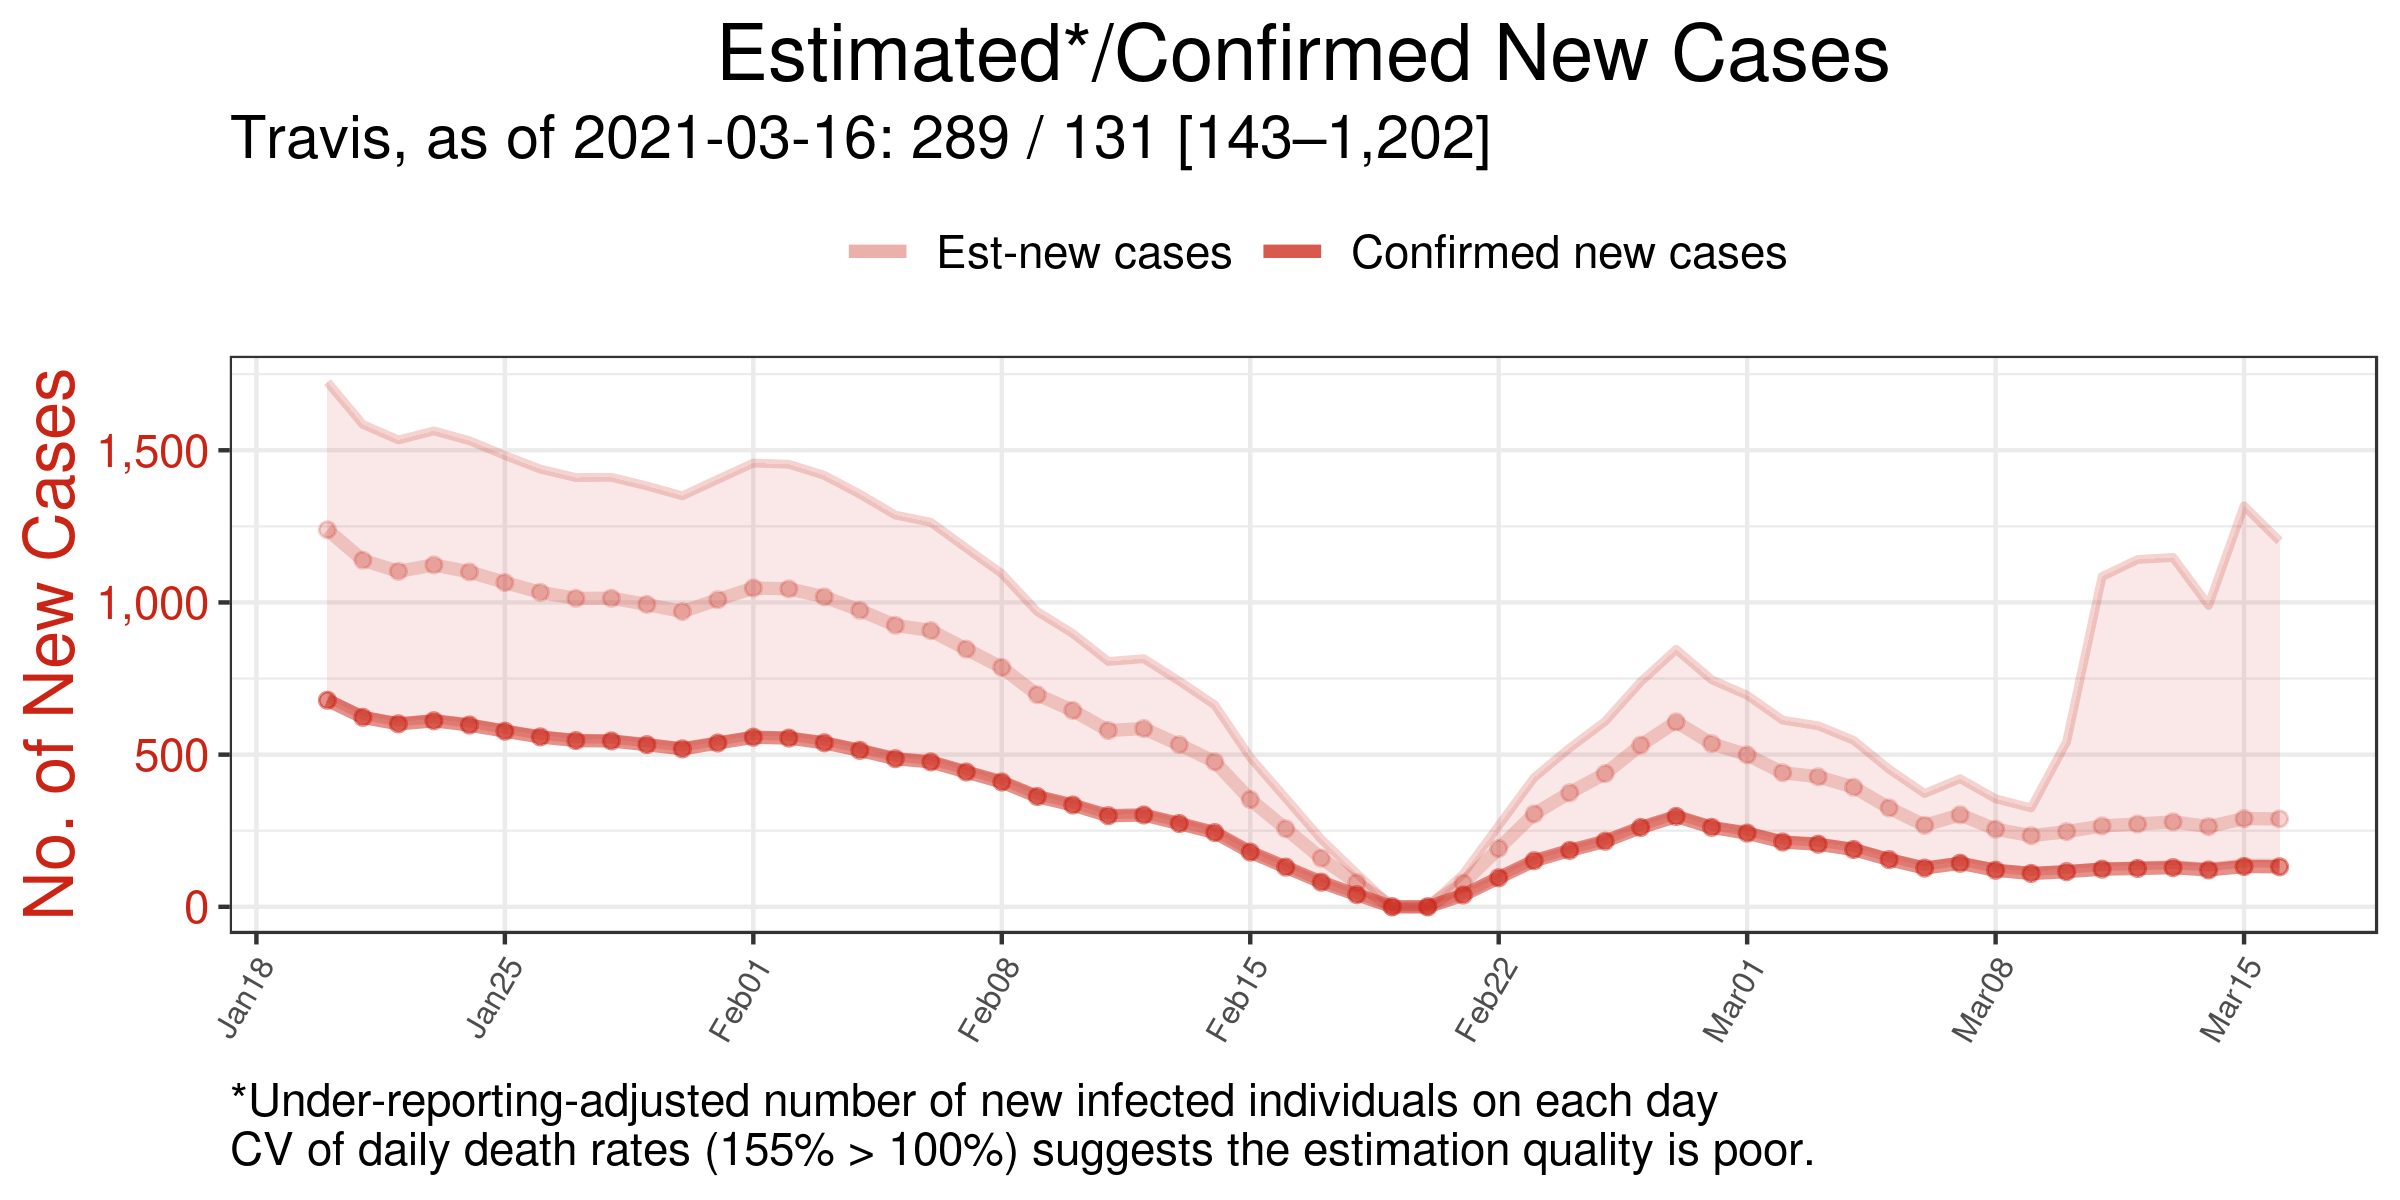 Estimated*/Confirmed New Cases
Travis, as of 2021-03-16: 289 / 131 [143–1,202]
Est-new cases Confirmed new cases
No. of New Cases
1,500
1,000
500
0
Jan18 Jan25 Feb01 Feb08 Feb15 Feb22 Mar01 Mar08 Mar15
*Under-reporting-adjusted number of new infected individuals on each day
CV of daily death rates (155% > 100%) suggests the estimation quality is poor.